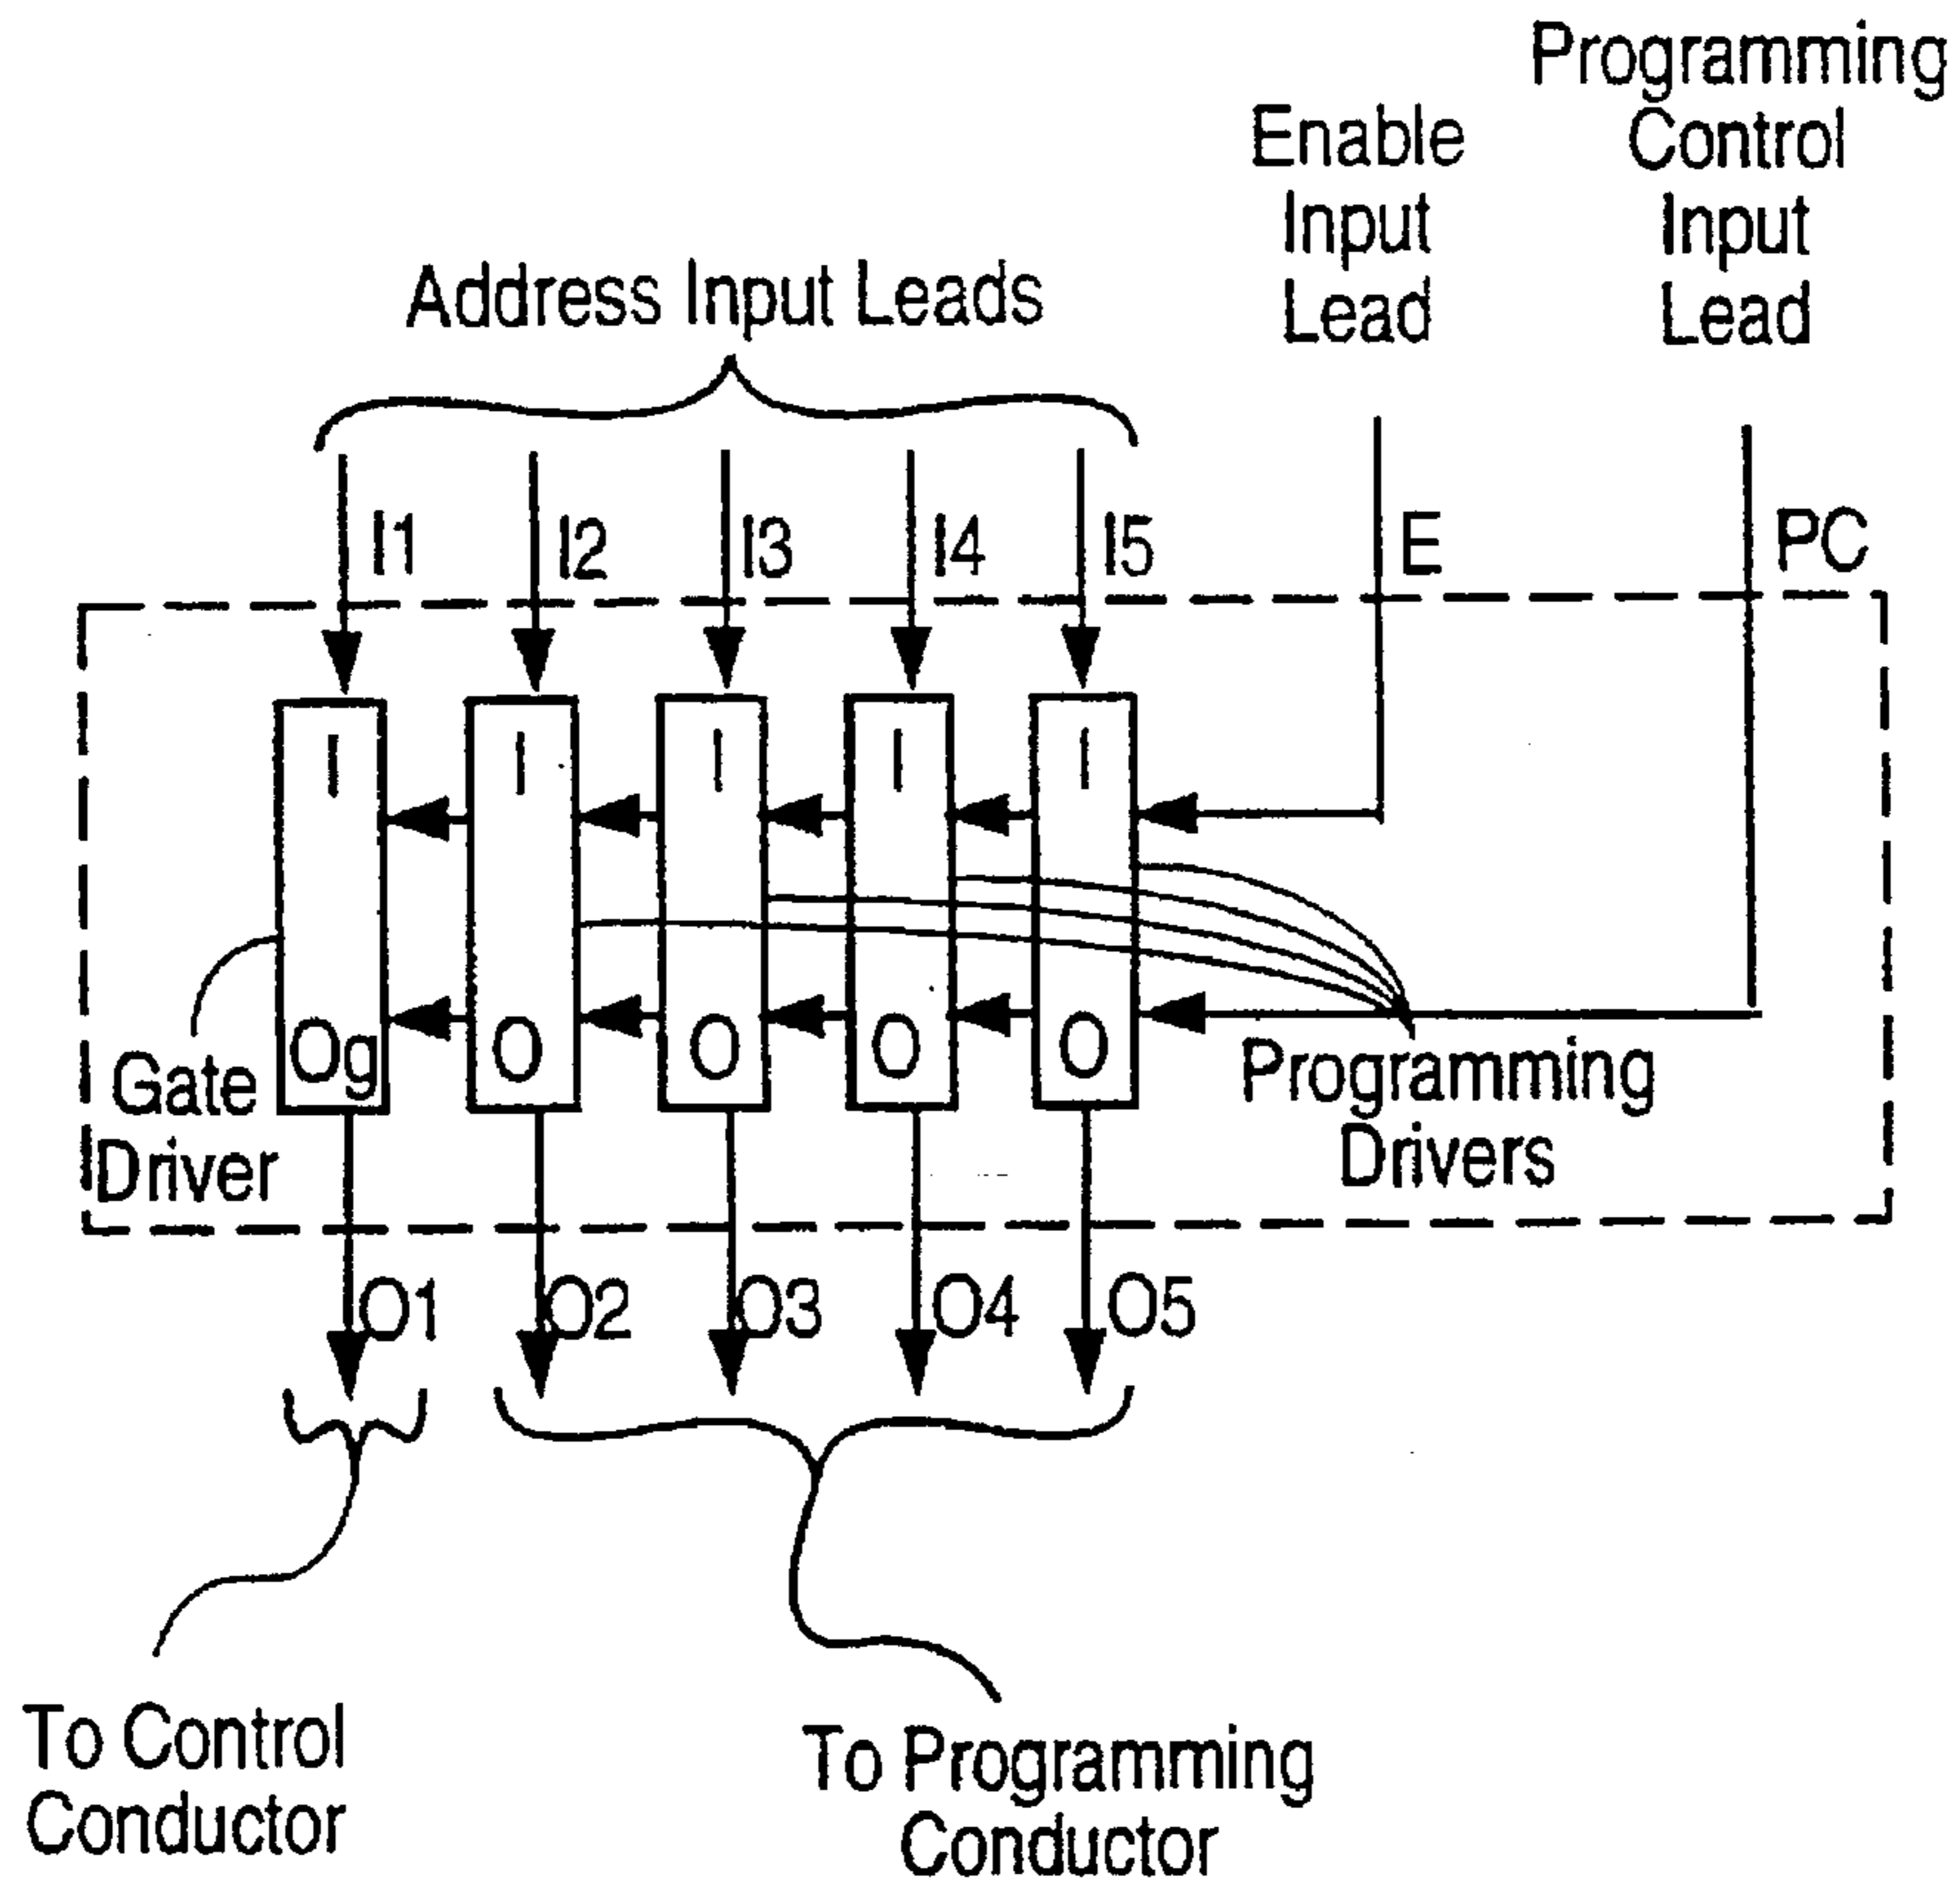 Programming
Control
Input
Lead
Enable
Input
Lead
Address Input Leads
I1
I2
I3
I4
I5
E
PC
I
I
I
I
I
Og
O
O
O
O
Gate
Driver
Programming
Drivers
O1
O2
O3
O4
O5
To Control
Conductor
To Programming
Conductor